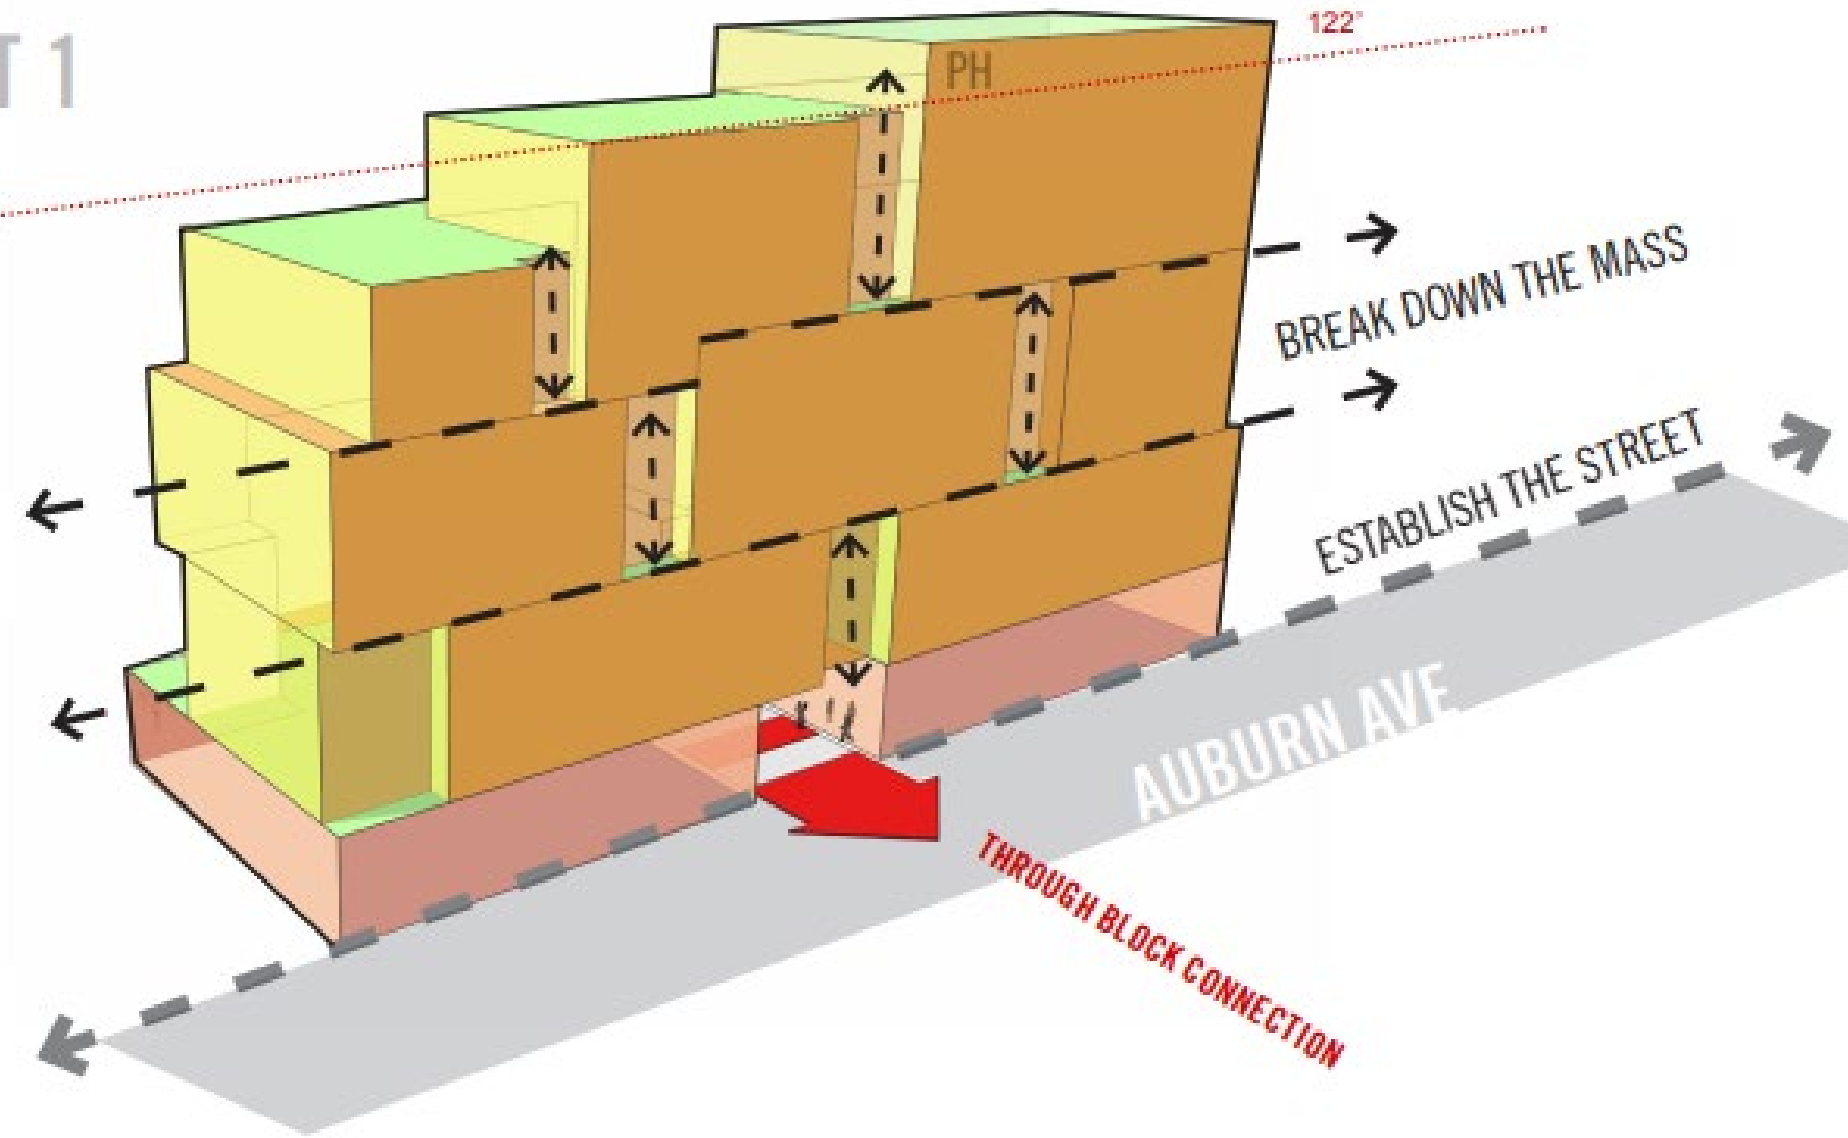 T 1
122'
PH
BREAK DOWN THE MASS
ESTABLISH THE STREET
AUBURN AVE
THROUGH BLOCK CONNECTION